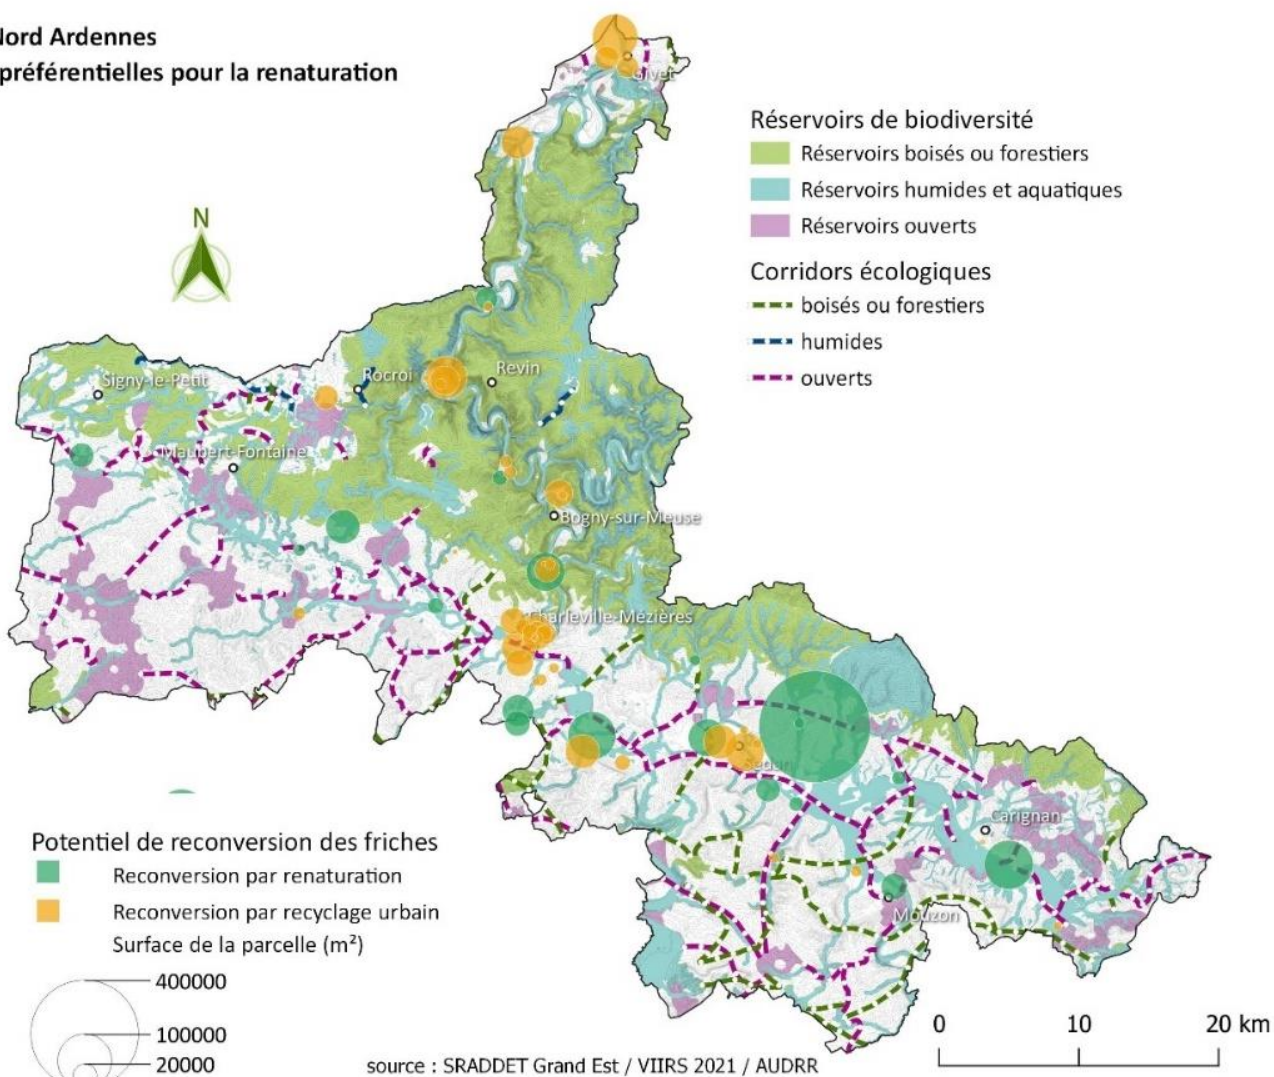 Nord Ardennes
préférentielles pour la renaturation
Givet
Réservoirs de biodiversité
Réservoirs boisés ou forestiers
Réservoirs humides et aquatiques
Réservoirs ouverts
Corridors écologiques
boisés ou forestiers
humides
ouverts
N
Signy-le-Petit
Rocroi
Revin
Maubert-Fontaine
Bogny-sur-Meuse
Charleville-Mézières
Sedan
Carignan
Mouzon
Potentiel de reconversion des friches
Reconversion par renaturation
Reconversion par recyclage urbain
Surface de la parcelle (m²)
400000
100000
20000
0 10 20 km
source : SRADDET Grand Est / VIIRS 2021 / AUDRR